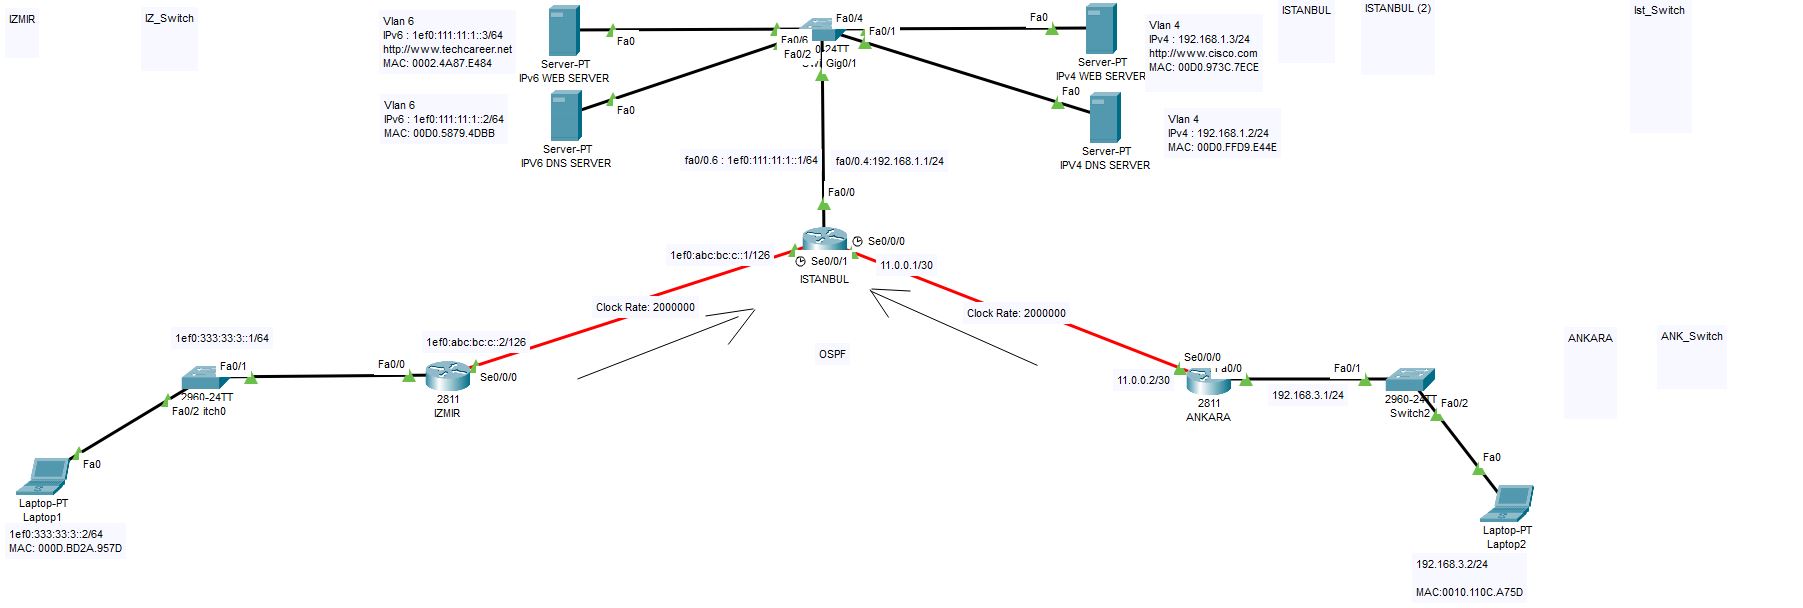 IZMIR
IZ_Switch
Vlan 6
IPv6 : 1ef0:111:11:1::3/64
http://www.techcareer.net
MAC: 0002.4A87.E484
Fa0
Server-PT
IPv6 WEB SERVER
Fa0/4
Fa0/6
Fa0/1
Fa0/2
Gig0/1
Fa0
Server-PT
IPv4 WEB SERVER
Vlan 4
IPv4 : 192.168.1.3/24
http://www.cisco.com
MAC: 00D0.973C.7ECE
ISTANBUL
ISTANBUL (2)
Ist_Switch
Vlan 6
IPv6 : 1ef0:111:11:1::2/64
MAC: 00D0.5879.4DBB
Fa0
Server-PT
IPV6 DNS SERVER
Fa0
Server-PT
IPV4 DNS SERVER
Vlan 4
IPv4 : 192.168.1.2/24
MAC: 00D0.FFD9.E44E
fa0/0.6 : 1ef0:111:11:1::1/64
fa0/0.4:192.168.1.1/24
Fa0/0
Se0/0/0
1ef0:abc:bc:c::1/126
Se0/0/1
11.0.0.1/30
ISTANBUL
Clock Rate: 2000000
Clock Rate: 2000000
OSPF
1ef0:333:33:3::1/64
1ef0:abc:bc:c::2/126
Fa0/1
Fa0/0
Se0/0/0
2960-24TT
Fa0/2 itch0
2811
IZMIR
Fa0
Laptop-PT
Laptop1
1ef0:333:33:3::2/64
MAC: 000D.BD2A.957D
Se0/0/0
Fa0/0
11.0.0.2/30
2811
ANKARA
192.168.3.1/24
Fa0/1
2960-24TT
Switch2
Fa0/2
Fa0
Laptop-PT
Laptop2
192.168.3.2/24
MAC:0010.110C.A75D
ANKARA
ANK_Switch